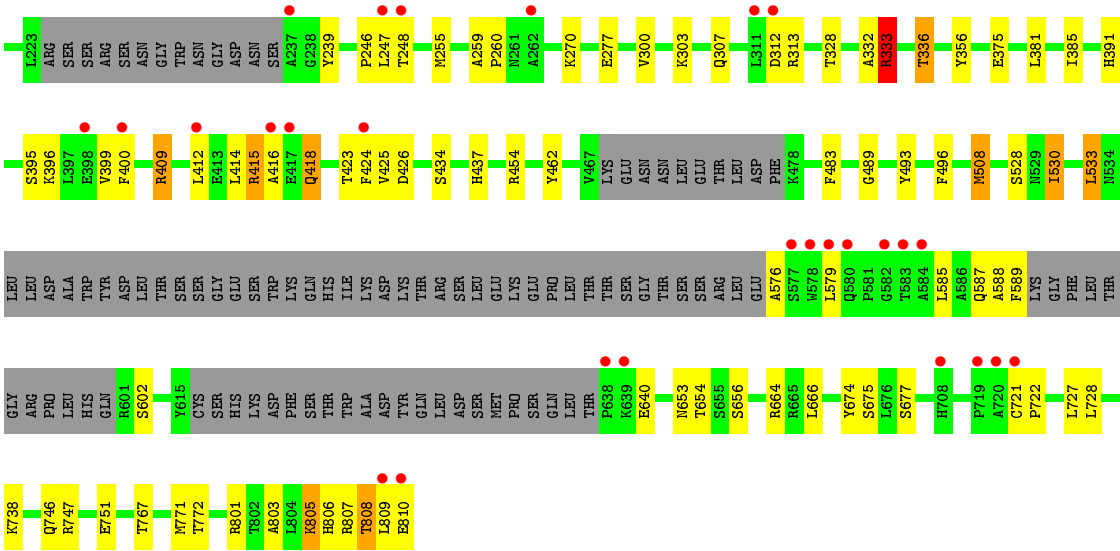 L223 ARG SER SER ARG SER ASN GLY TRP ASN GLY ASP ASN SER A237 G238 Y239 P246 L247 T248 M255 A259 P260 N261 A262 K270 E277 V300 K303 Q307 L311 D312 R313 T328 A332 R333 T336 Y356 E375 L381 I385 H391
S395 K396 L397 E398 V399 F400 R409 L412 E413 L414 R415 A416 E417 Q418 T423 F424 V425 D426 S434 H437 R454 Y462 V467 LYS GLU ASN ASN LEU GLU THR LEU ASP PHE K478 F483 G489 Y493 F496 M508 S528 N529 I530 L533 N534
LEU LEU ASP ALA TRP TYR ASP LEU THR SER SER GLY GLU SER TRP LYS GLN HIS ILE LYS ASP LYS THR ARG SER LEU GLU LYS GLU PRO LEU THR THR SER GLY THR SER SER ARG LEU GLU A576 S577 W578 L579 Q580 P581 G582 T583 A584 L585 A586 Q587 A588 F589 LYS GLY PHE LEU THR
GLY ARG PRO LEU HIS GLN R601 S602 Y615 CYS SER HIS LYS ASP PHE SER THR TRP ALA ASP TYR GLN LEU ASP SER MET PRO SER GLN LEU THR P638 K639 E640 N653 T654 S655 S656 R664 R665 L666 Y674 S675 L676 S677 H708 P719 A720 C721 P722 L727 L728
K738 Q746 R747 E751 T767 M771 T772 R801 T802 A803 L804 K805 H806 R807 T808 L809 E810